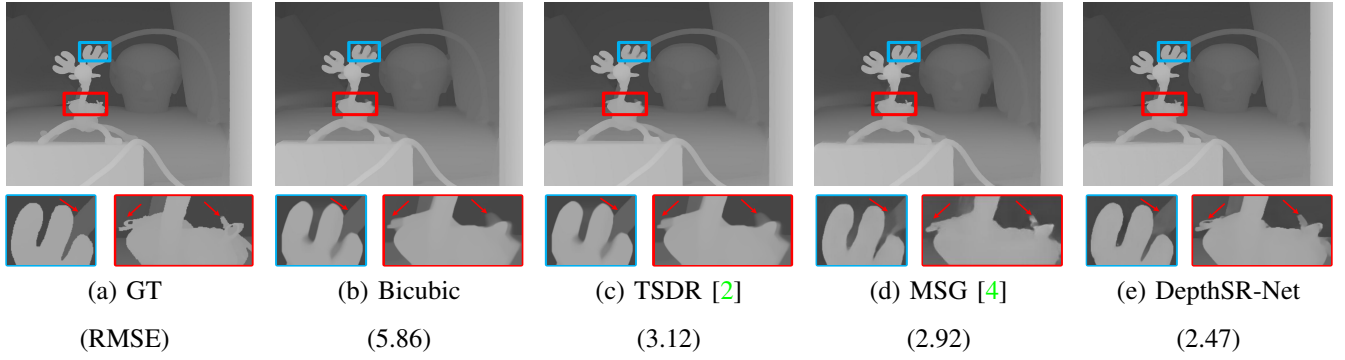 (a) GT
(b) Bicubic
(c) TSDR [2]
(d) MSG [4]
(e) DepthSR-Net
(RMSE)
(5.86)
(3.12)
(2.92)
(2.47)